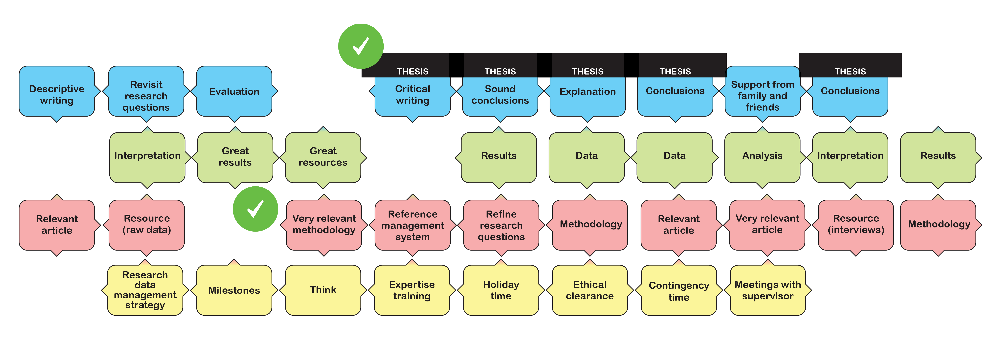 THESIS
THESIS
THESIS
THESIS
THESIS
Descriptive
writing
Revisit
research
questions
Evaluation
Critical
writing
Sound
conclusions
Explanation
Conclusions
Support from
family and
friends
Conclusions
Interpretation
Great
results
Great
resources
Results
Data
Data
Analysis
Interpretation
Results
Relevant
article
Resource
(raw data)
Very relevant
methodology
Reference
management
system
Refine
research
questions
Methodology
Relevant
article
Very relevant
article
Resource
(interviews)
Methodology
Research
data
management
strategy
Milestones
Think
Expertise
training
Holiday
time
Ethical
clearance
Contingency
time
Meetings with
supervisor